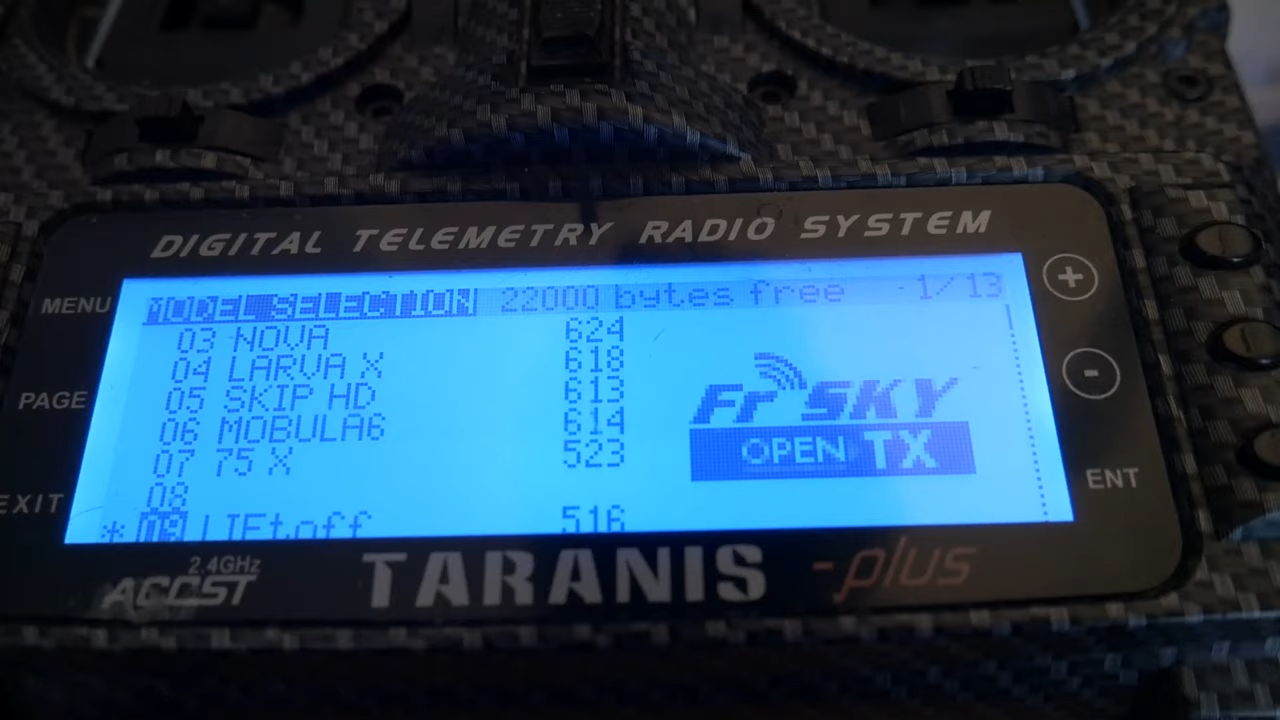 DIGITAL TELEMETRY RADIO SYSTEM
MENU
PAGE
EXIT
MODEL SELECTION 22000 bytes free 1/13
03 NOVA 624
04 LARVA X 618
05 SKIP HD 613
06 MOBULA6 614
07 75 X 523
08
* 09 LIFtoff 516
FrSKY
OPEN TX
+
-
ENT
2.4GHz
ACCST
TARANIS -plus